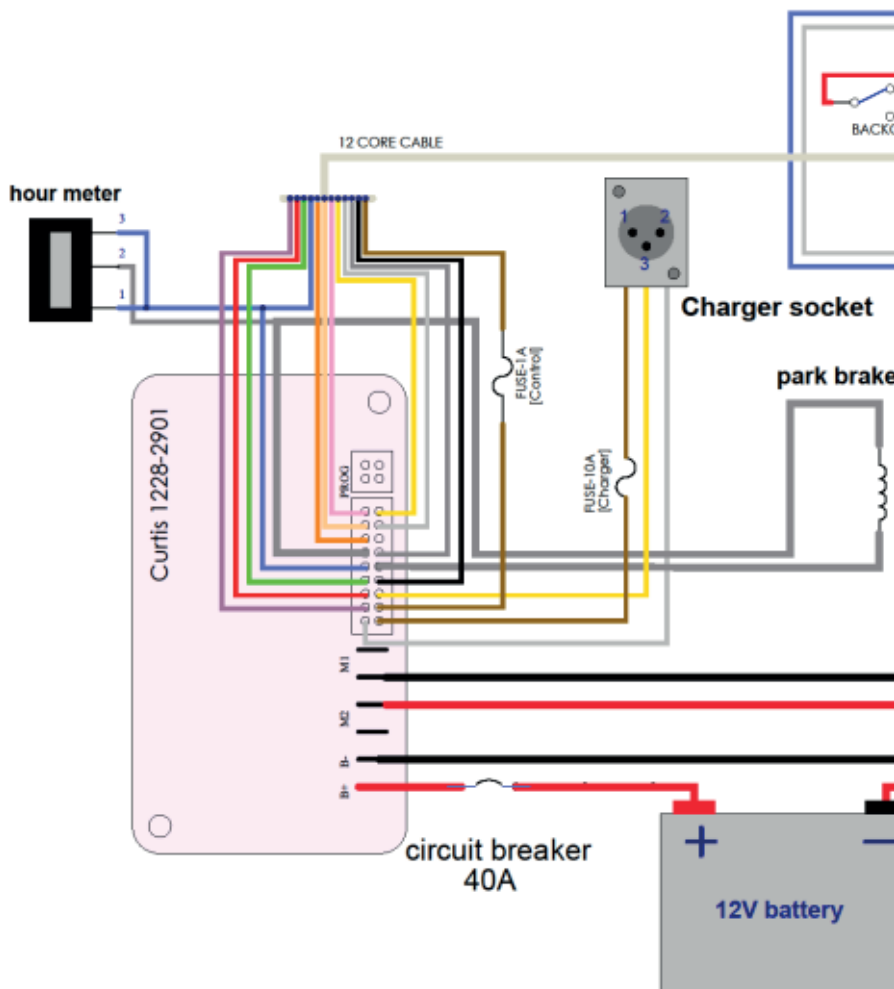 BACKG
12 CORE CABLE
hour meter
3
2
1
1 2
3
Charger socket
FUSE-1A
[Control]
park brake
Curtis 1228-2901
PROG
FUSE-10A
[Charger]
M1
M2
B-
B+
circuit breaker
40A
+ −
12V battery